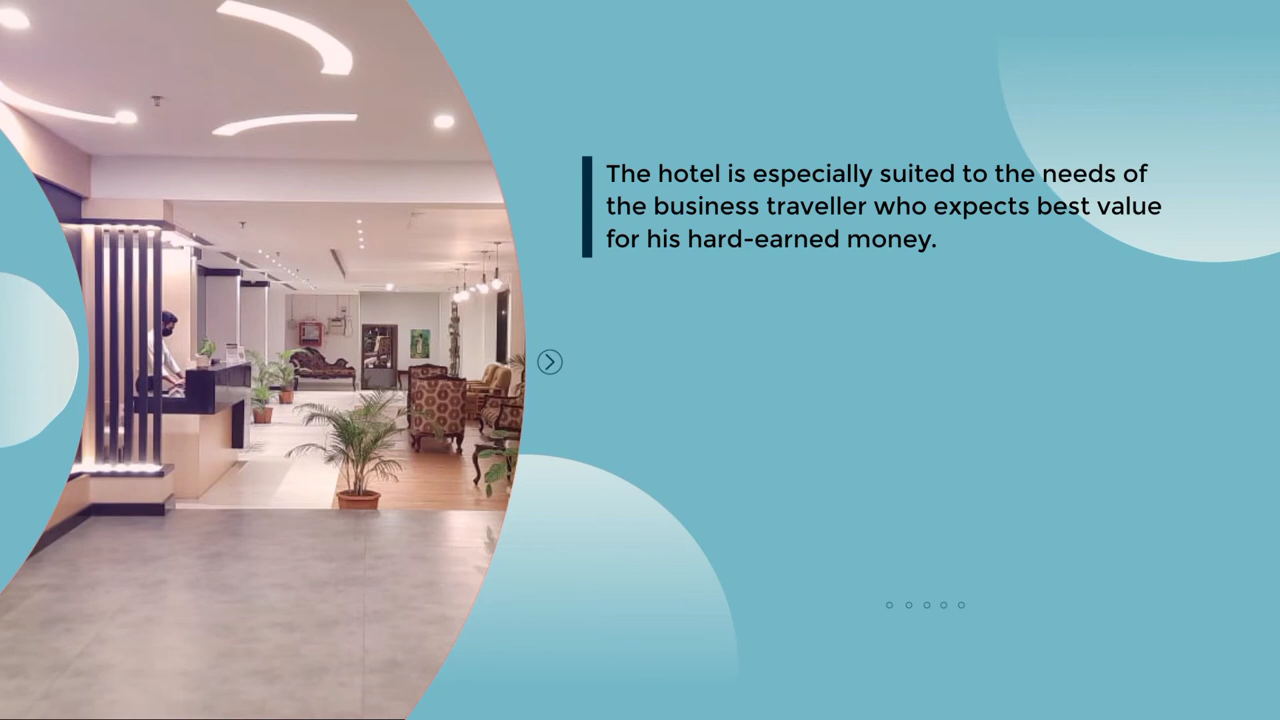 The hotel is especially suited to the needs of
the business traveller who expects best value
for his hard-earned money.